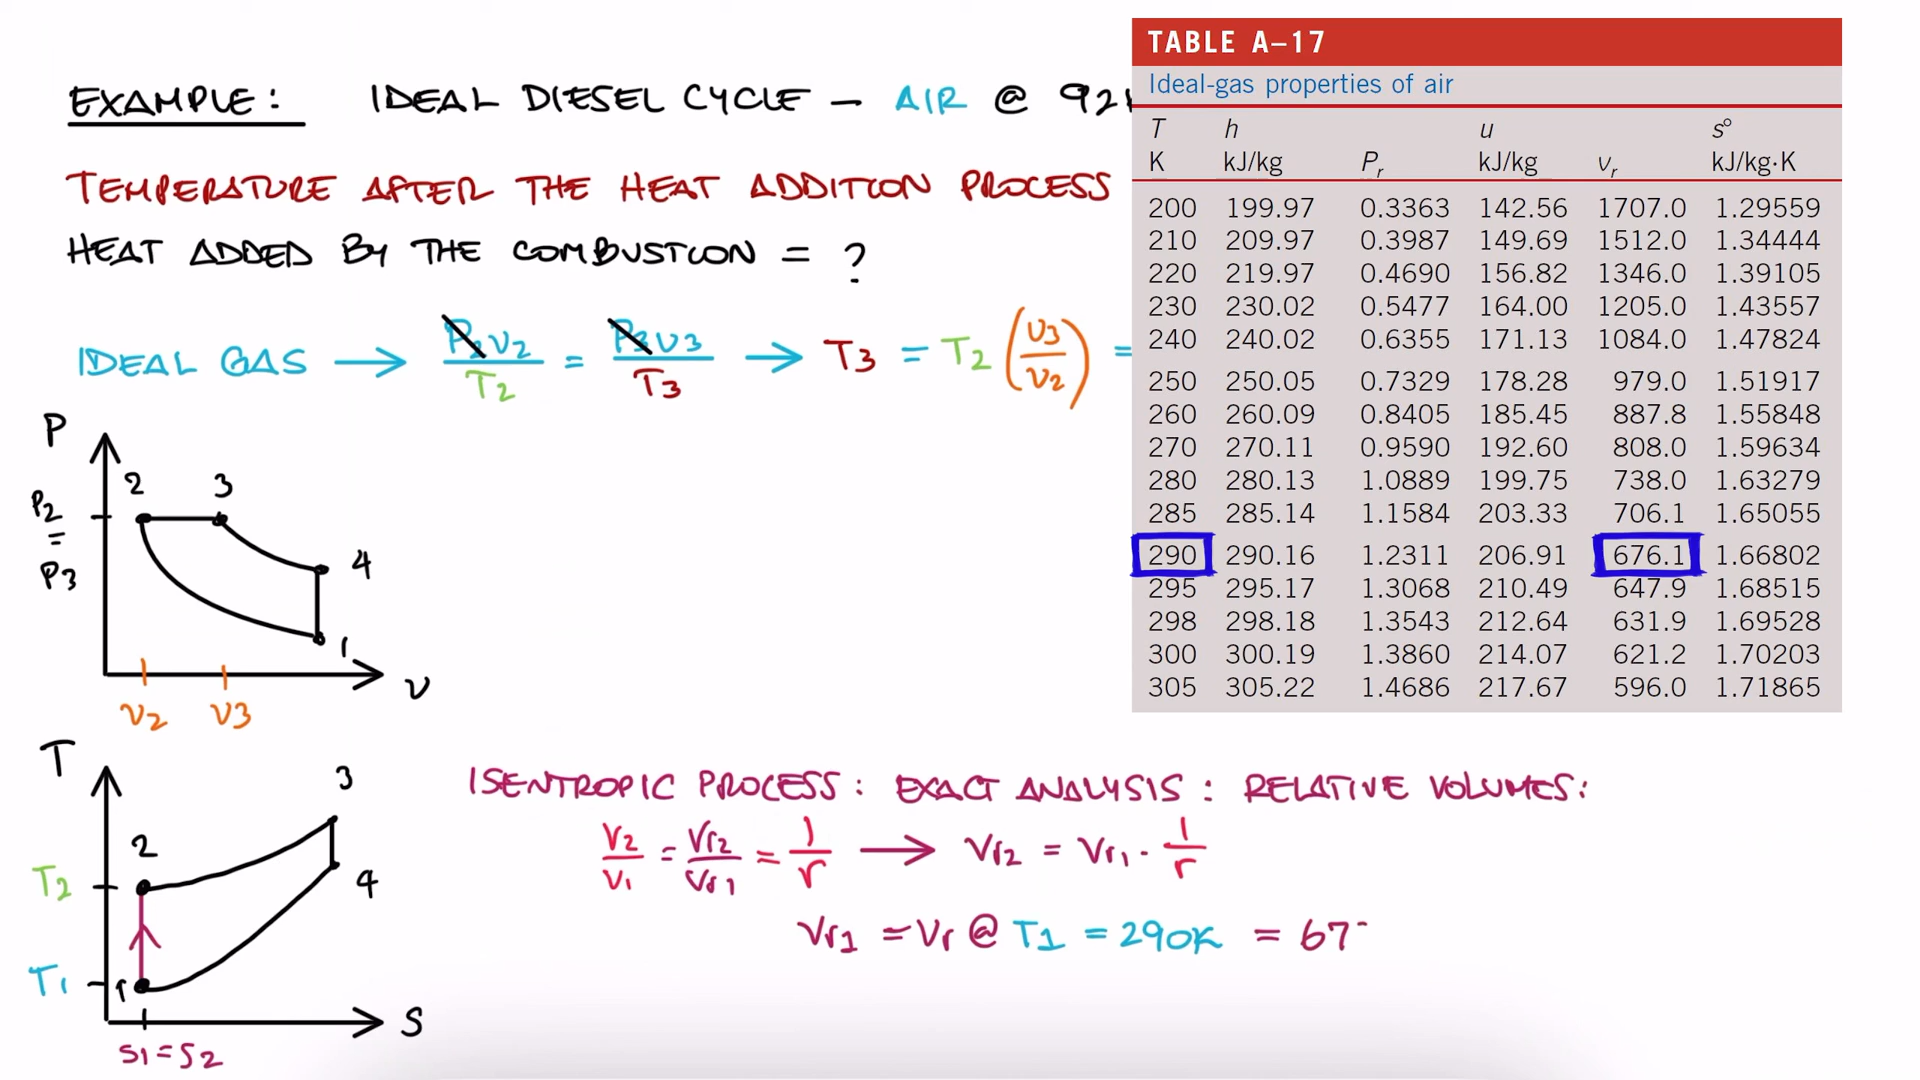 EXAMPLE: IDEAL DIESEL CYCLE – AIR @ 92
TEMPERATURE AFTER THE HEAT ADDITION PROCESS
HEAT ADDED BY THE COMBUSTION = ?
IDEAL GAS → P2 V2 / T2 = P3 V3 / T3 → T3 = T2 (V3 / V2) =
TABLE A–17
Ideal-gas properties of air
T h u s°
K kJ/kg Pr kJ/kg vr kJ/kg·K
200 199.97 0.3363 142.56 1707.0 1.29559
210 209.97 0.3987 149.69 1512.0 1.34444
220 219.97 0.4690 156.82 1346.0 1.39105
230 230.02 0.5477 164.00 1205.0 1.43557
240 240.02 0.6355 171.13 1084.0 1.47824
250 250.05 0.7329 178.28 979.0 1.51917
260 260.09 0.8405 185.45 887.8 1.55848
270 270.11 0.9590 192.60 808.0 1.59634
280 280.13 1.0889 199.75 738.0 1.63279
285 285.14 1.1584 203.33 706.1 1.65055
290 290.16 1.2311 206.91 676.1 1.66802
295 295.17 1.3068 210.49 647.9 1.68515
298 298.18 1.3543 212.64 631.9 1.69528
300 300.19 1.3860 214.07 621.2 1.70203
305 305.22 1.4686 217.67 596.0 1.71865
P
2 3
P2
=
P3
4
1
v
v2 v3
T
3
2
T2
4
T1
1
S
S1 = S2
ISENTROPIC PROCESS: EXACT ANALYSIS: RELATIVE VOLUMES:
V2 / V1 = Vr2 / Vr1 = 1 / r → Vr2 = Vr1 · 1 / r
Vr1 = Vr @ T1 = 290K = 67